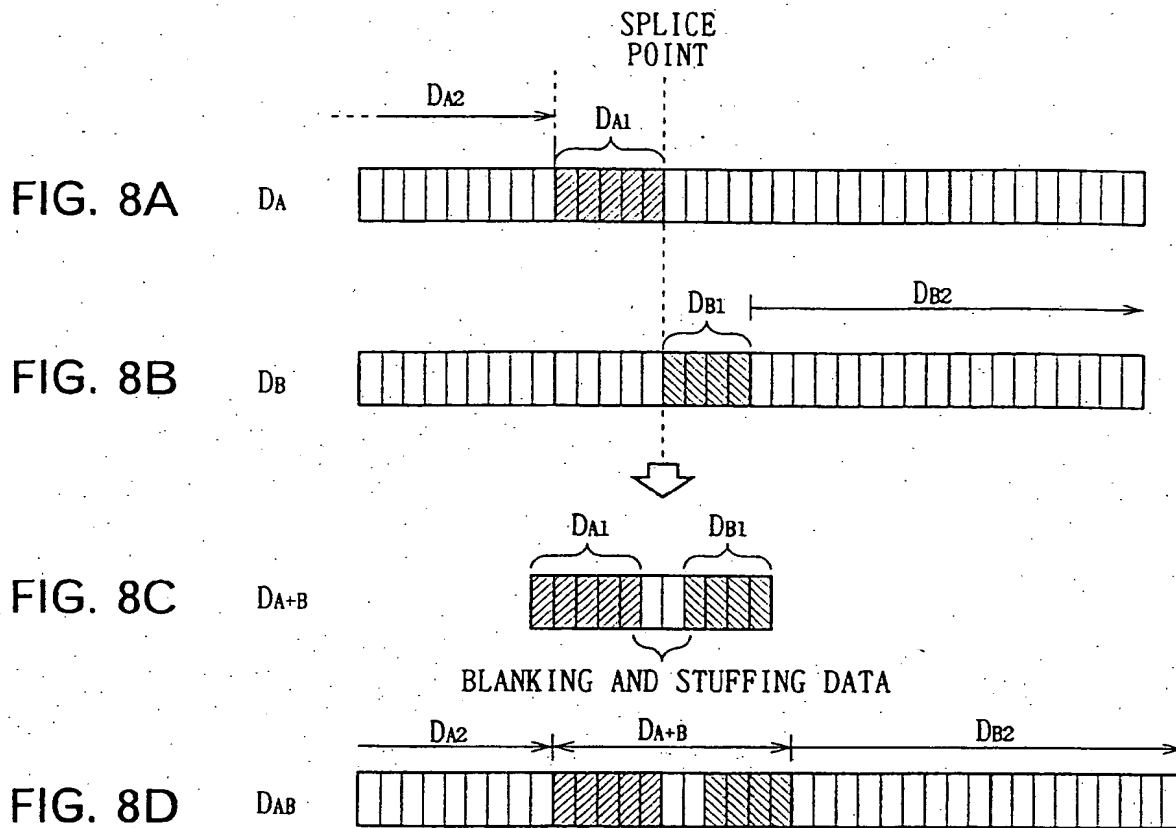 SPLICE
POINT
DA2
DA1
FIG. 8A DA
DB1
DB2
FIG. 8B DB
DA1 DB1
FIG. 8C DA+B
BLANKING AND STUFFING DATA
DA2 DA+B DB2
FIG. 8D DAB